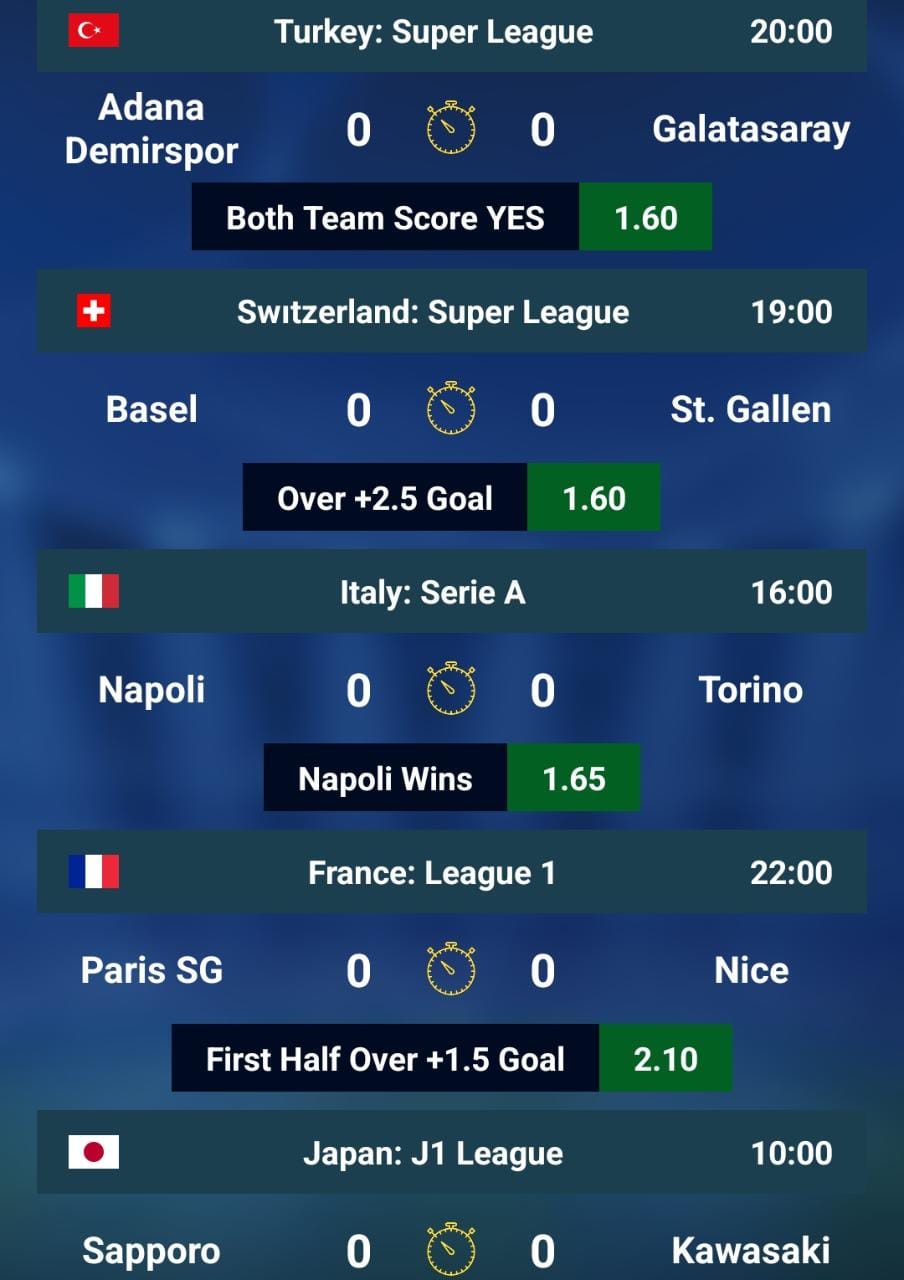 Turkey: Super League 20:00
Adana Demirspor 0 0 Galatasaray
Both Team Score YES 1.60
Swıtzerland: Super League 19:00
Basel 0 0 St. Gallen
Over +2.5 Goal 1.60
Italy: Serie A 16:00
Napoli 0 0 Torino
Napoli Wins 1.65
France: League 1 22:00
Paris SG 0 0 Nice
First Half Over +1.5 Goal 2.10
Japan: J1 League 10:00
Sapporo 0 0 Kawasaki